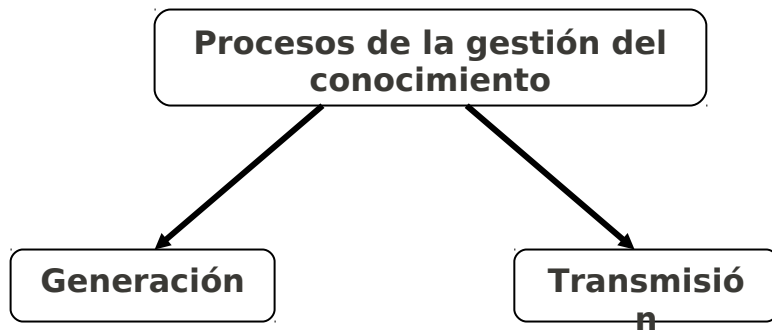 Procesos de la gestión del
conocimiento
Generación
Transmisió
n